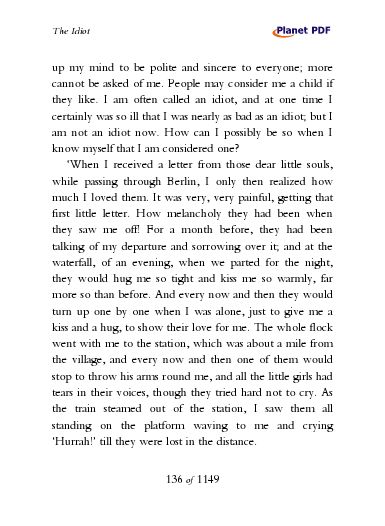 The Idiot
Planet PDF
up my mind to be polite and sincere to everyone; more
cannot be asked of me. People may consider me a child if
they like. I am often called an idiot, and at one time I
certainly was so ill that I was nearly as bad as an idiot; but I
am not an idiot now. How can I possibly be so when I
know myself that I am considered one?
‘When I received a letter from those dear little souls,
while passing through Berlin, I only then realized how
much I loved them. It was very, very painful, getting that
first little letter. How melancholy they had been when
they saw me off! For a month before, they had been
talking of my departure and sorrowing over it; and at the
waterfall, of an evening, when we parted for the night,
they would hug me so tight and kiss me so warmly, far
more so than before. And every now and then they would
turn up one by one when I was alone, just to give me a
kiss and a hug, to show their love for me. The whole flock
went with me to the station, which was about a mile from
the village, and every now and then one of them would
stop to throw his arms round me, and all the little girls had
tears in their voices, though they tried hard not to cry. As
the train steamed out of the station, I saw them all
standing on the platform waving to me and crying
‘Hurrah!’ till they were lost in the distance.
136 of 1149